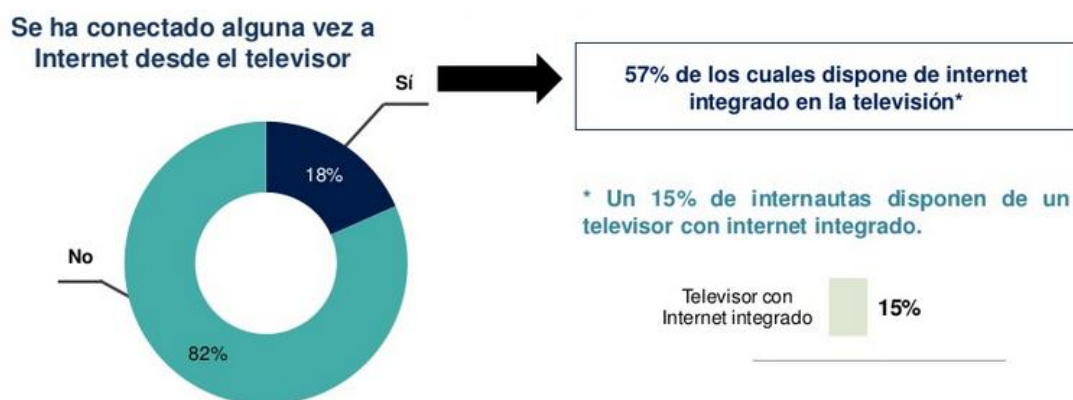 Se ha conectado alguna vez a
Internet desde el televisor
Sí
18%
No
82%
57% de los cuales dispone de internet
integrado en la televisión*
* Un 15% de internautas disponen de un
televisor con internet integrado.
Televisor con
Internet integrado
15%